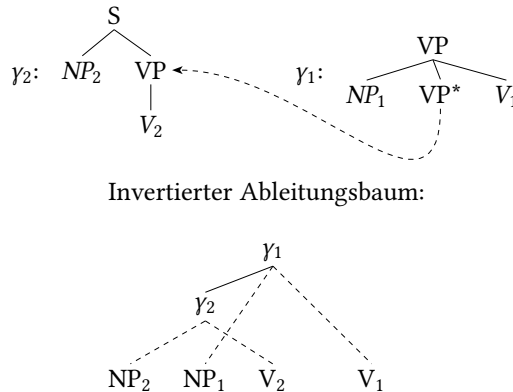 S
γ₂: NP₂ VP
V₂
VP
γ₁: NP₁ VP* V₁
Invertierter Ableitungsbaum:
γ₁
γ₂
NP₂ NP₁ V₂ V₁